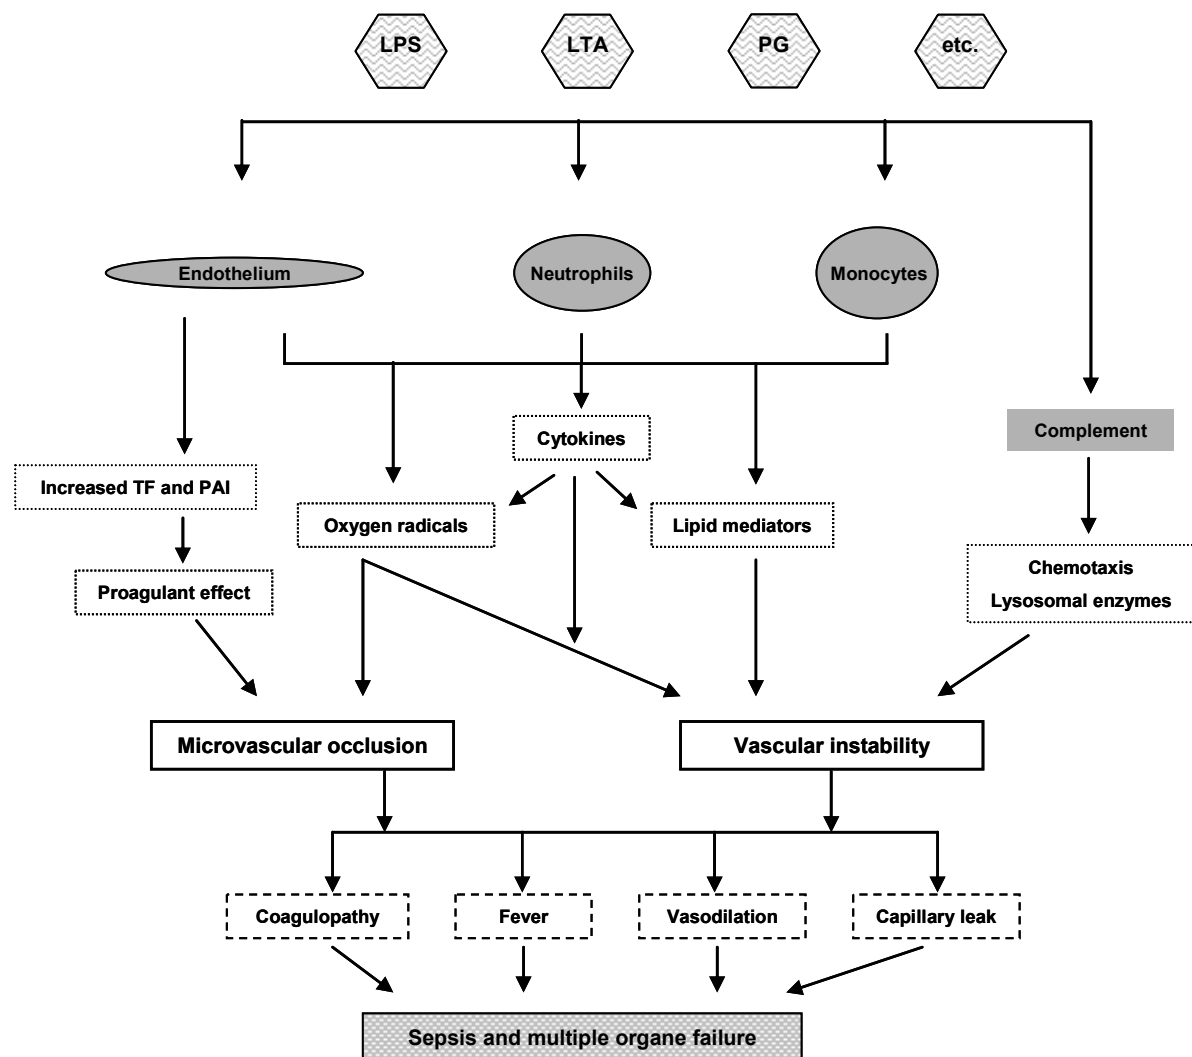 LPS
LTA
PG
etc.
Endothelium
Neutrophils
Monocytes
Cytokines
Complement
Increased TF and PAI
Oxygen radicals
Lipid mediators
Proagulant effect
Chemotaxis
Lysosomal enzymes
Microvascular occlusion
Vascular instability
Coagulopathy
Fever
Vasodilation
Capillary leak
Sepsis and multiple organe failure